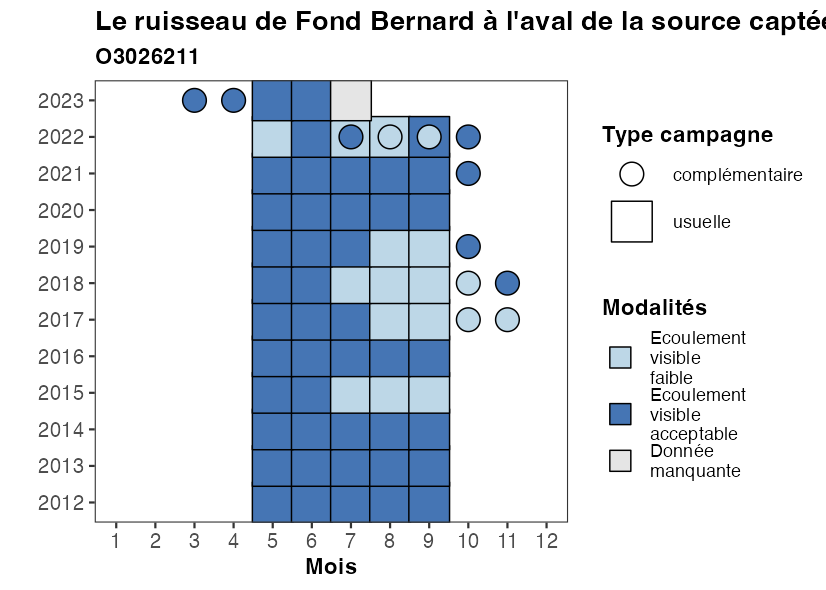 Le ruisseau de Fond Bernard à l'aval de la source captée
O3026211
2023
2022
2021
2020
2019
2018
2017
2016
2015
2014
2013
2012
1 2 3 4 5 6 7 8 9 10 11 12
Mois
Type campagne
complémentaire
usuelle
Modalités
Ecoulement
visible
faible
Ecoulement
visible
acceptable
Donnée
manquante